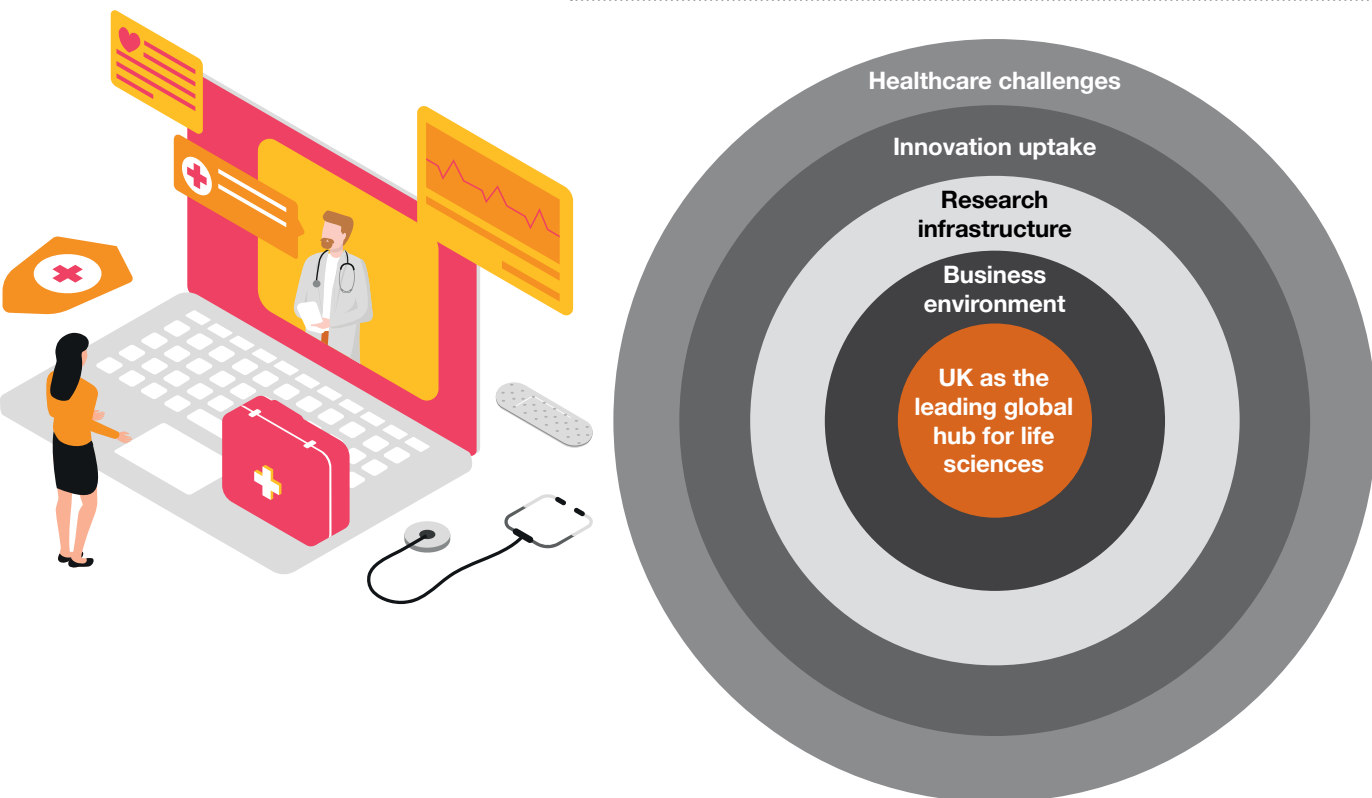 Healthcare challenges
Innovation uptake
Research
infrastructure
Business
environment
UK as the
leading global
hub for life
sciences